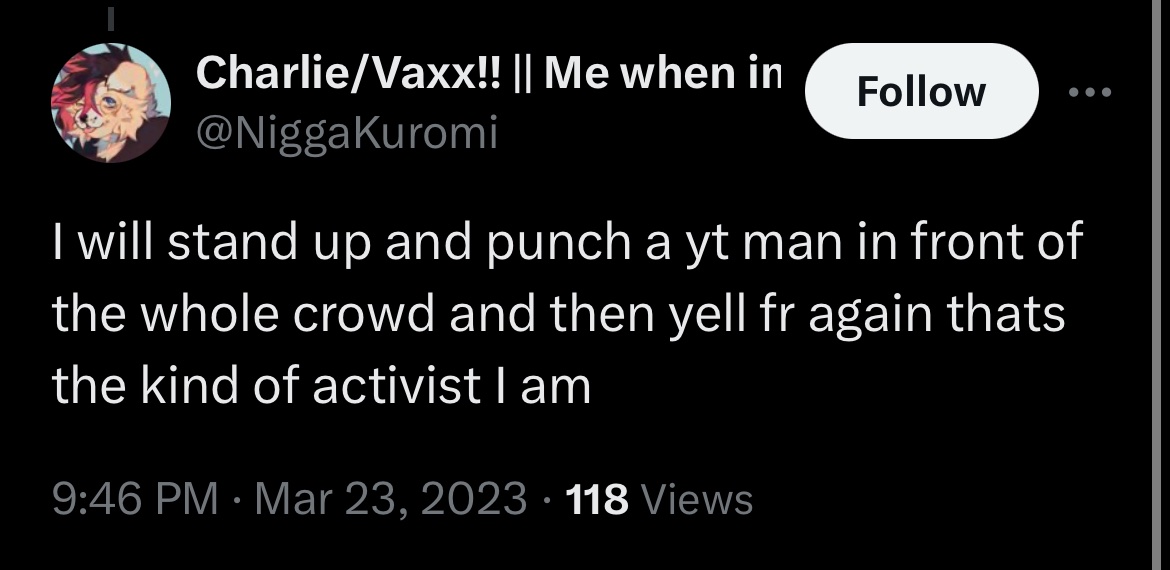 Charlie/Vaxx!! || Me when in
Follow
@NiggaKuromi
I will stand up and punch a yt man in front of
the whole crowd and then yell fr again thats
the kind of activist I am
9:46 PM · Mar 23, 2023 · 118 Views